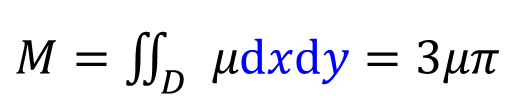 M = ∬_D μdxdy = 3μπ